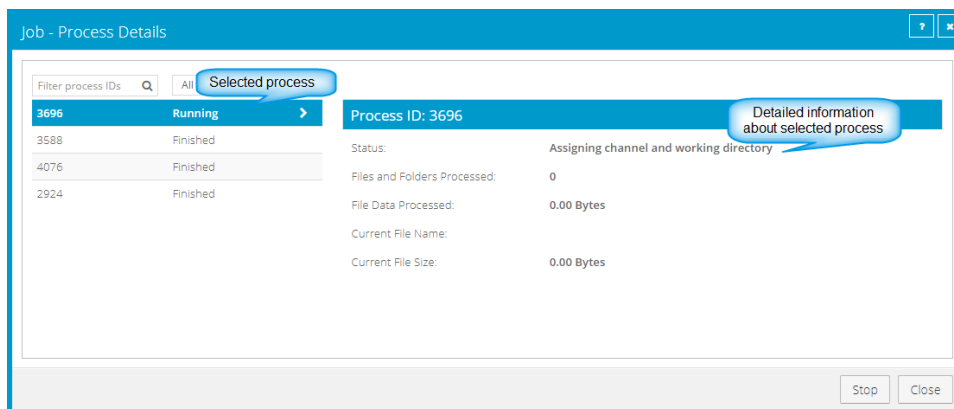 Job - Process Details
?
x
Filter process IDs
All
Selected process
3696 Running
3588 Finished
4076 Finished
2924 Finished
Process ID: 3696
Detailed information
about selected process
Status: Assigning channel and working directory
Files and Folders Processed: 0
File Data Processed: 0.00 Bytes
Current File Name:
Current File Size: 0.00 Bytes
Stop
Close